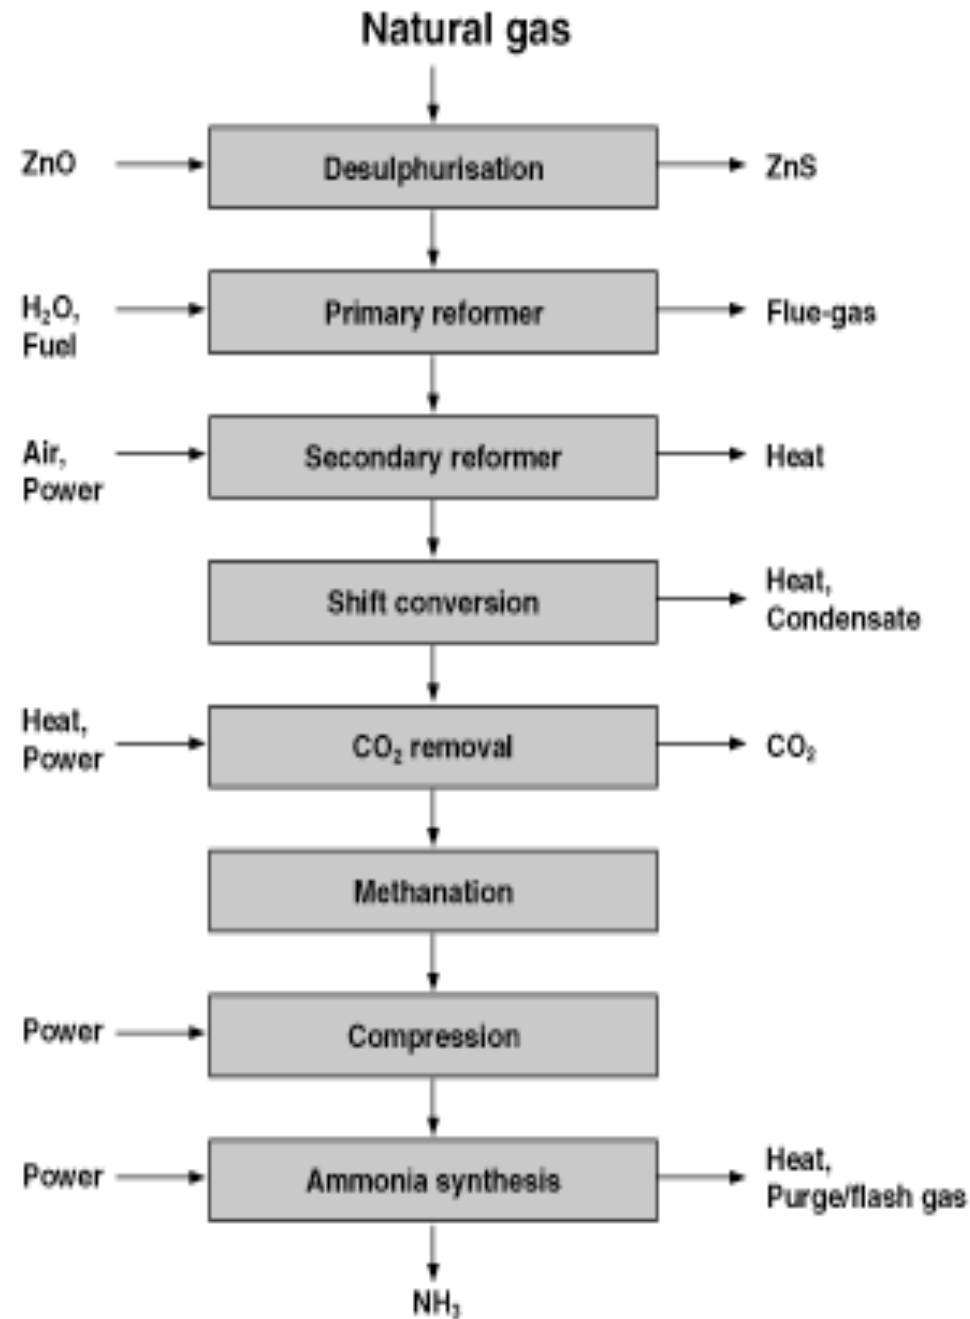 Natural gas
ZnO
Desulphurisation
ZnS
H₂O,
Fuel
Primary reformer
Flue-gas
Air,
Power
Secondary reformer
Heat
Shift conversion
Heat,
Condensate
Heat,
Power
CO₂ removal
CO₂
Methanation
Power
Compression
Power
Ammonia synthesis
Heat,
Purge/flash gas
NH₃